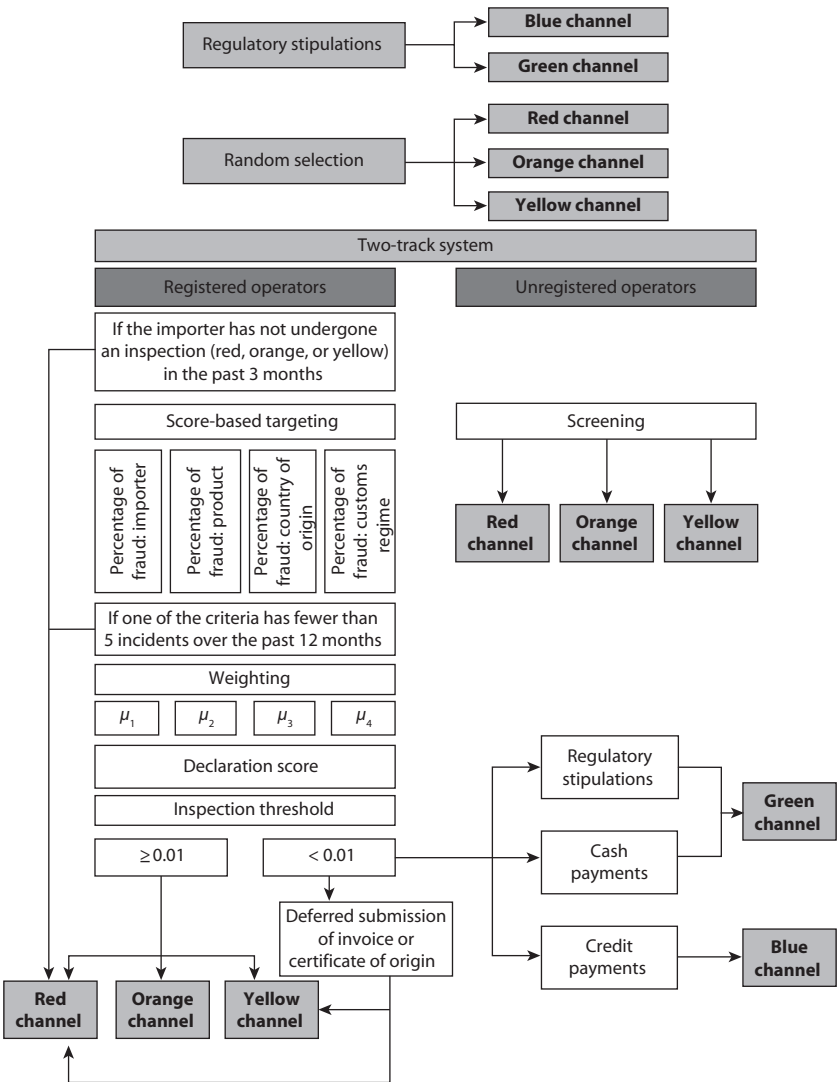 Regulatory stipulations
Blue channel
Green channel
Random selection
Red channel
Orange channel
Yellow channel
Two-track system
Registered operators
Unregistered operators
If the importer has not undergone
an inspection (red, orange, or yellow)
in the past 3 months
Score-based targeting
Screening
Percentage of
fraud: importer
Percentage of
fraud: product
Percentage of
fraud: country of
origin
Percentage of
fraud: customs
regime
Red
channel
Orange
channel
Yellow
channel
If one of the criteria has fewer than
5 incidents over the past 12 months
Weighting
μ1
μ2
μ3
μ4
Declaration score
Inspection threshold
≥ 0.01
< 0.01
Regulatory
stipulations
Cash
payments
Green
channel
Deferred submission
of invoice or
certificate of origin
Credit
payments
Blue
channel
Red
channel
Orange
channel
Yellow
channel